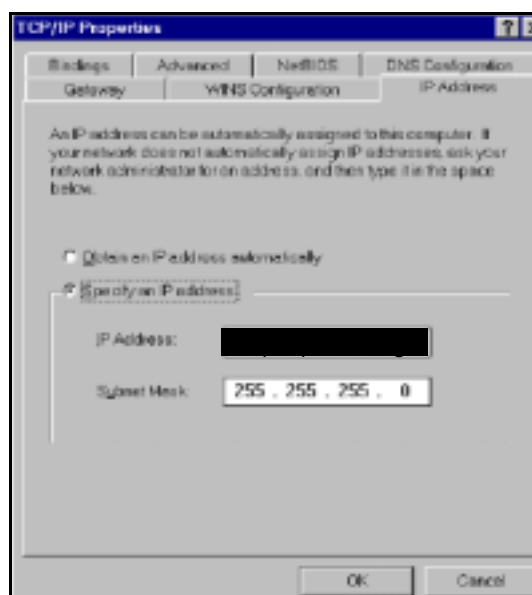 TCP/IP Properties
Bindings Advanced NetBIOS DNS Configuration
Gateway WINS Configuration IP Address
An IP address can be automatically assigned to this computer. If
your network does not automatically assign IP addresses, ask your
network administrator for an address, and then type it in the space
below.
Obtain an IP address automatically
Specify an IP address:
IP Address:
Subnet Mask: 255 . 255 . 255 . 0
OK Cancel